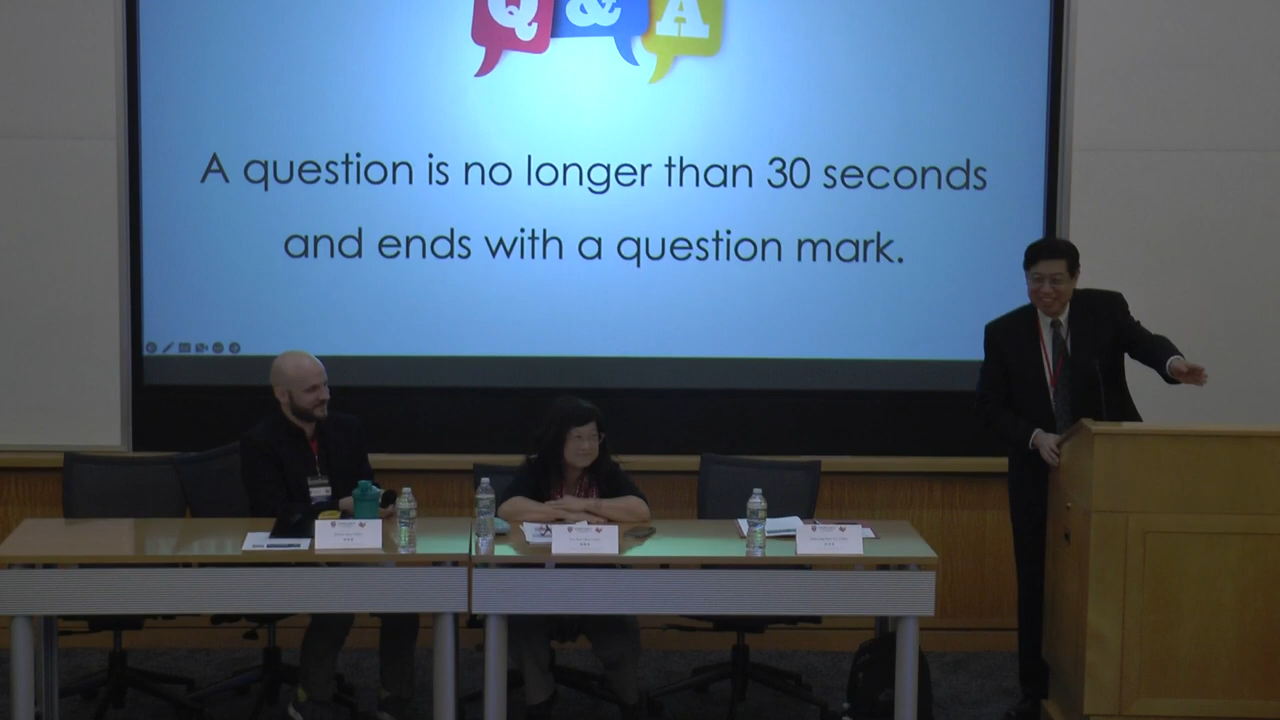 Q & A
A question is no longer than 30 seconds
and ends with a question mark.